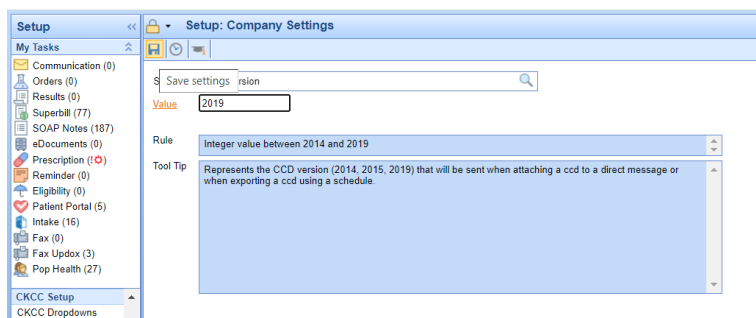 Setup
Setup: Company Settings
My Tasks
Communication (0)
Orders (0)
Results (0)
Superbill (77)
SOAP Notes (187)
eDocuments (0)
Prescription (!)
Reminder (0)
Eligibility (0)
Patient Portal (5)
Intake (16)
Fax (0)
Fax Updox (3)
Pop Health (27)
CKCC Setup
CKCC Dropdowns
S
Save settings
rsion
Value
2019
Rule
Integer value between 2014 and 2019
Tool Tip
Represents the CCD version (2014, 2015, 2019) that will be sent when attaching a ccd to a direct message or
when exporting a ccd using a schedule.